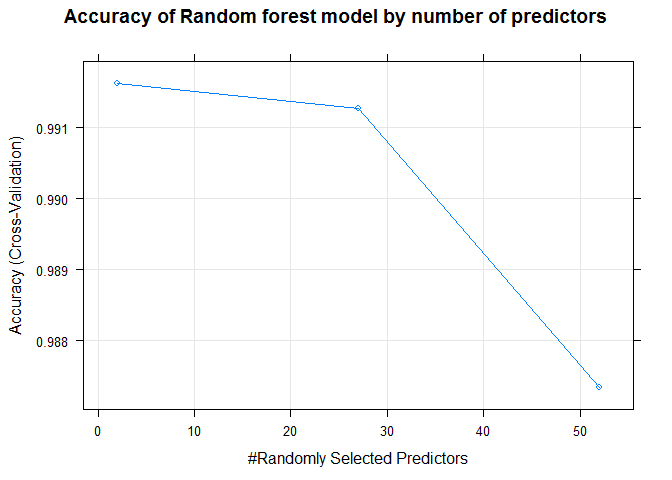 Accuracy of Random forest model by number of predictors
0.991
0.990
0.989
0.988
Accuracy (Cross-Validation)
0 10 20 30 40 50
#Randomly Selected Predictors